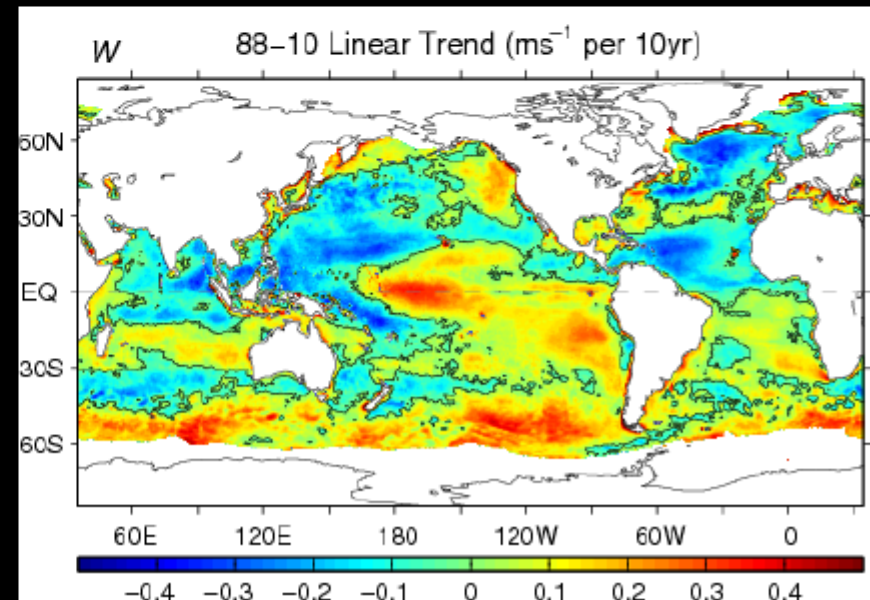 W 88−10 Linear Trend (ms⁻¹ per 10yr)
60N
30N
EQ
30S
60S
60E 120E 180 120W 60W 0
−0.4 −0.3 −0.2 −0.1 0 0.1 0.2 0.3 0.4